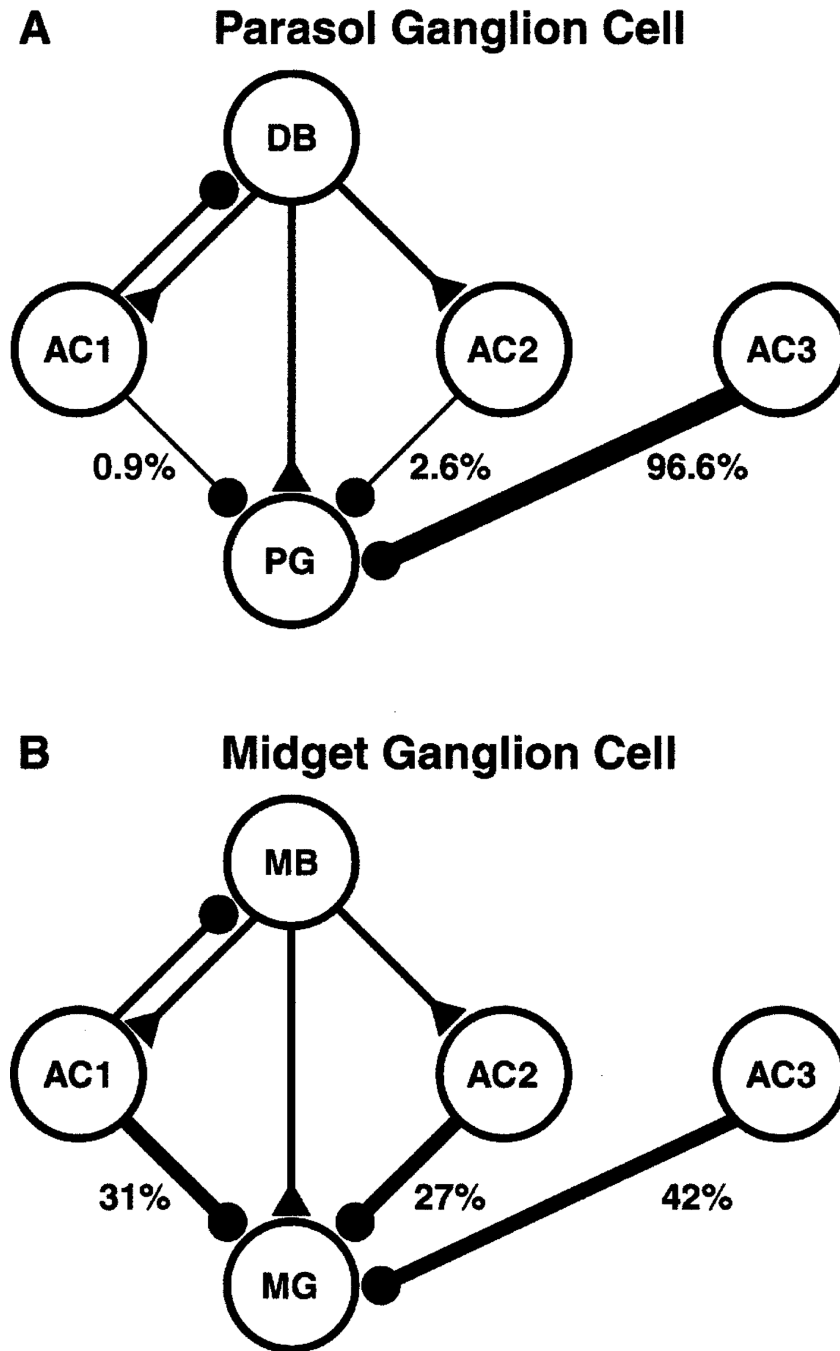 A Parasol Ganglion Cell
DB
AC1 AC2 AC3
0.9% 2.6% 96.6%
PG
B Midget Ganglion Cell
MB
AC1 AC2 AC3
31% 27% 42%
MG